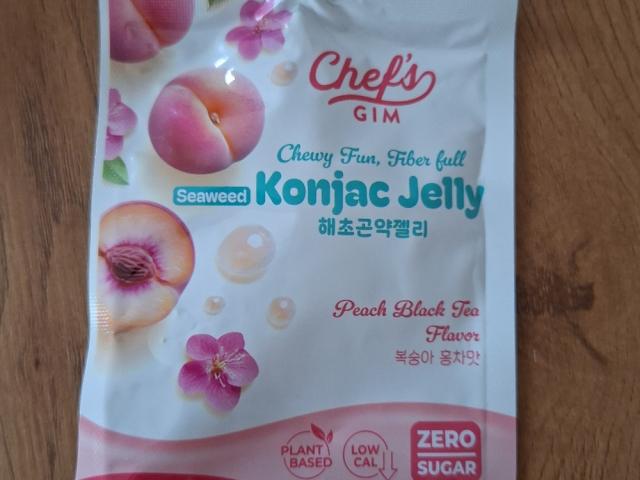 Chef's
GIM
Chewy Fun, Fiber full
Seaweed Konjac Jelly
해초곤약젤리
Peach Black Tea
Flavor
복숭아 홍차맛
PLANT
BASED
LOW
CAL
ZERO
SUGAR